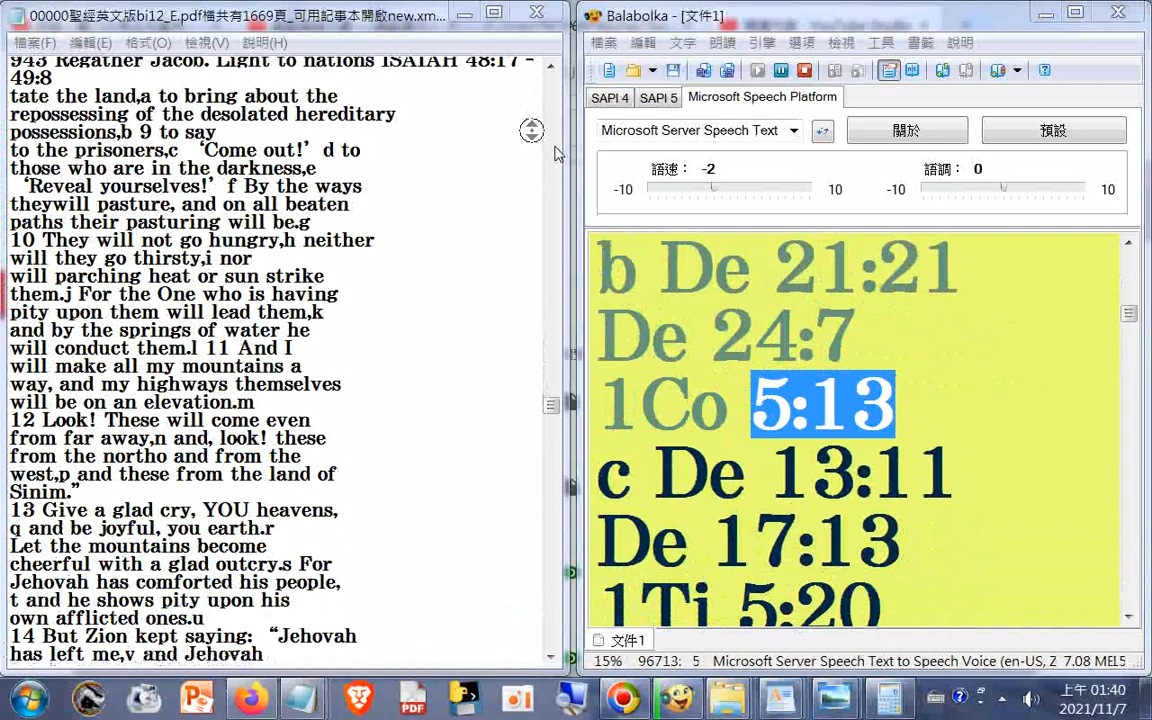 00000聖經英文版bi12_E.pdf檔共有1669頁_可用記事本開啟new.xm...
檔案(F) 編輯(E) 格式(O) 檢視(V) 說明(H)
943 Regather Jacob. Light to nations ISAIAH 48:17 -
49:8
tate the land,a to bring about the
repossessing of the desolated hereditary
possessions,b 9 to say
to the prisoners,c ‘Come out!’ d to
those who are in the darkness,e
‘Reveal yourselves!’ f By the ways
theywill pasture, and on all beaten
paths their pasturing will be.g
10 They will not go hungry,h neither
will they go thirsty,i nor
will parching heat or sun strike
them.j For the One who is having
pity upon them will lead them,k
and by the springs of water he
will conduct them.l 11 And I
will make all my mountains a
way, and my highways themselves
will be on an elevation.m
12 Look! These will come even
from far away,n and, look! these
from the northo and from the
west,p and these from the land of
Sinim.”
13 Give a glad cry, YOU heavens,
q and be joyful, you earth.r
Let the mountains become
cheerful with a glad outcry.s For
Jehovah has comforted his people,
t and he shows pity upon his
own afflicted ones.u
14 But Zion kept saying: “Jehovah
has left me,v and Jehovah
Balabolka - [文件1]
檔案 編輯 文字 朗讀 引擎 選項 檢視 工具 書籤 說明
SAPI 4 SAPI 5 Microsoft Speech Platform
Microsoft Server Speech Text 關於 預設
語速： -2 語調： 0
-10 10 -10 10
b De 21:21
De 24:7
1Co 5:13
c De 13:11
De 17:13
1Ti 5:20
文件1
15% 96713: 5 Microsoft Server Speech Text to Speech Voice (en-US, Z 7.08 MB
上午 01:40
2021/11/7